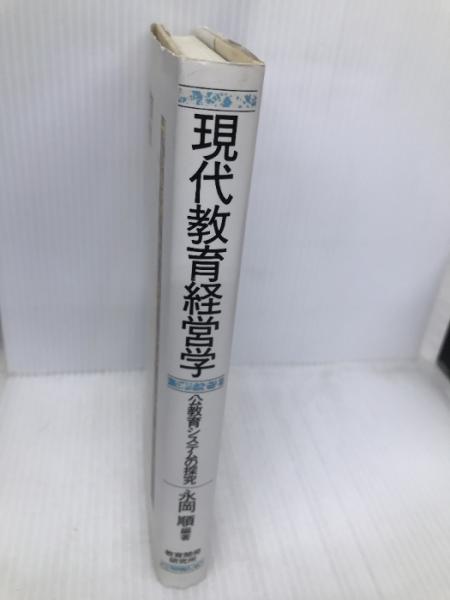 現代教育経営学
公教育システムの探究
永岡 順 編著
教育開発
研究所